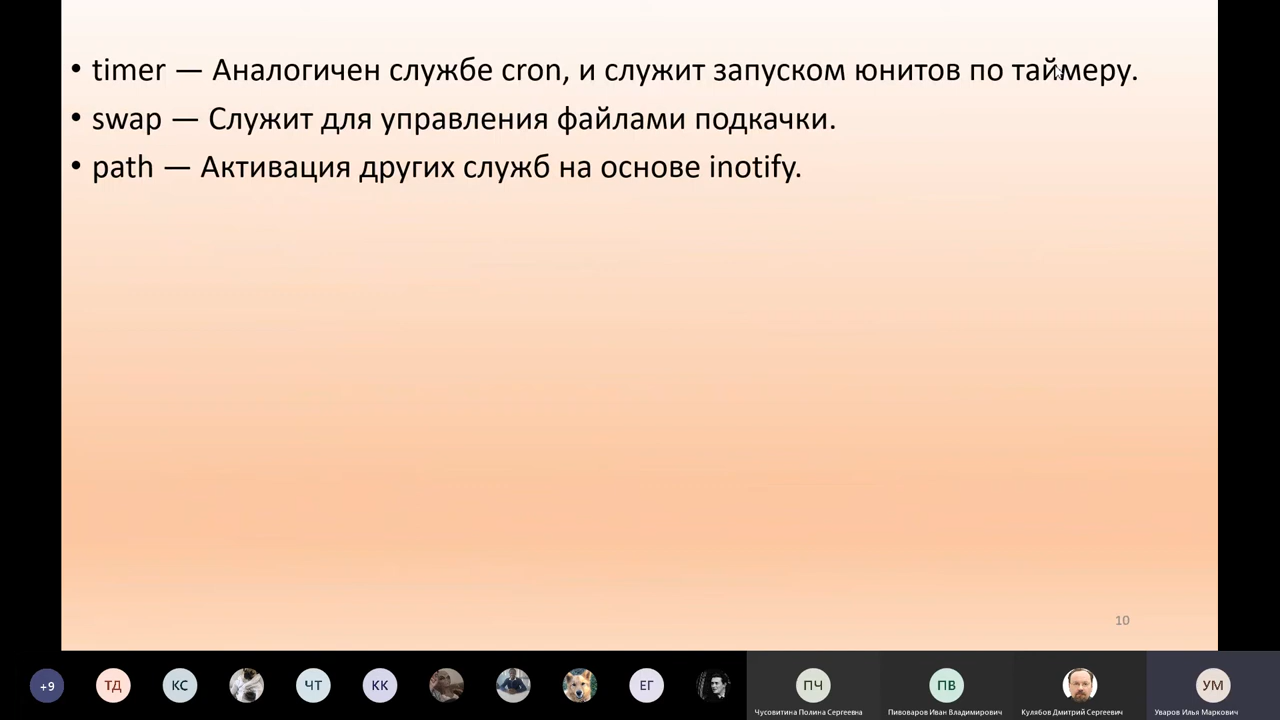 • timer — Аналогичен службе cron, и служит запуском юнитов по таймеру.
• swap — Служит для управления файлами подкачки.
• path — Активация других служб на основе inotify.
10
+9
ТД
КС
ЧТ
КК
ЕГ
ПЧ
ПВ
УМ
Чусовитина Полина Сергеевна
Пивоваров Иван Владимирович
Кулябов Дмитрий Сергеевич
Уваров Илья Маркович